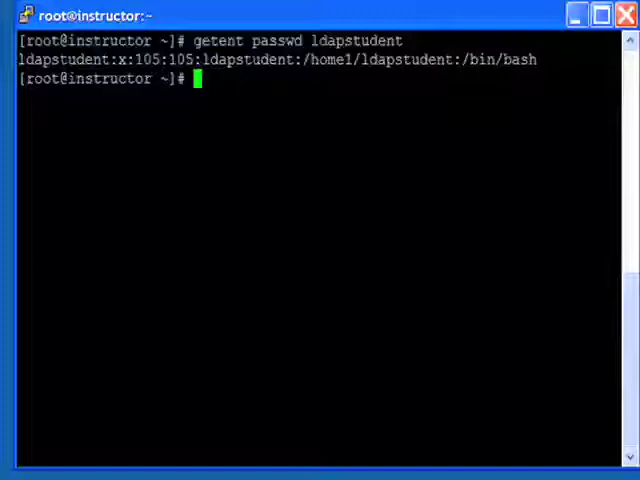 root@instructor:~
[root@instructor ~]# getent passwd ldapstudent
ldapstudent:x:105:105:ldapstudent:/home1/ldapstudent:/bin/bash
[root@instructor ~]#